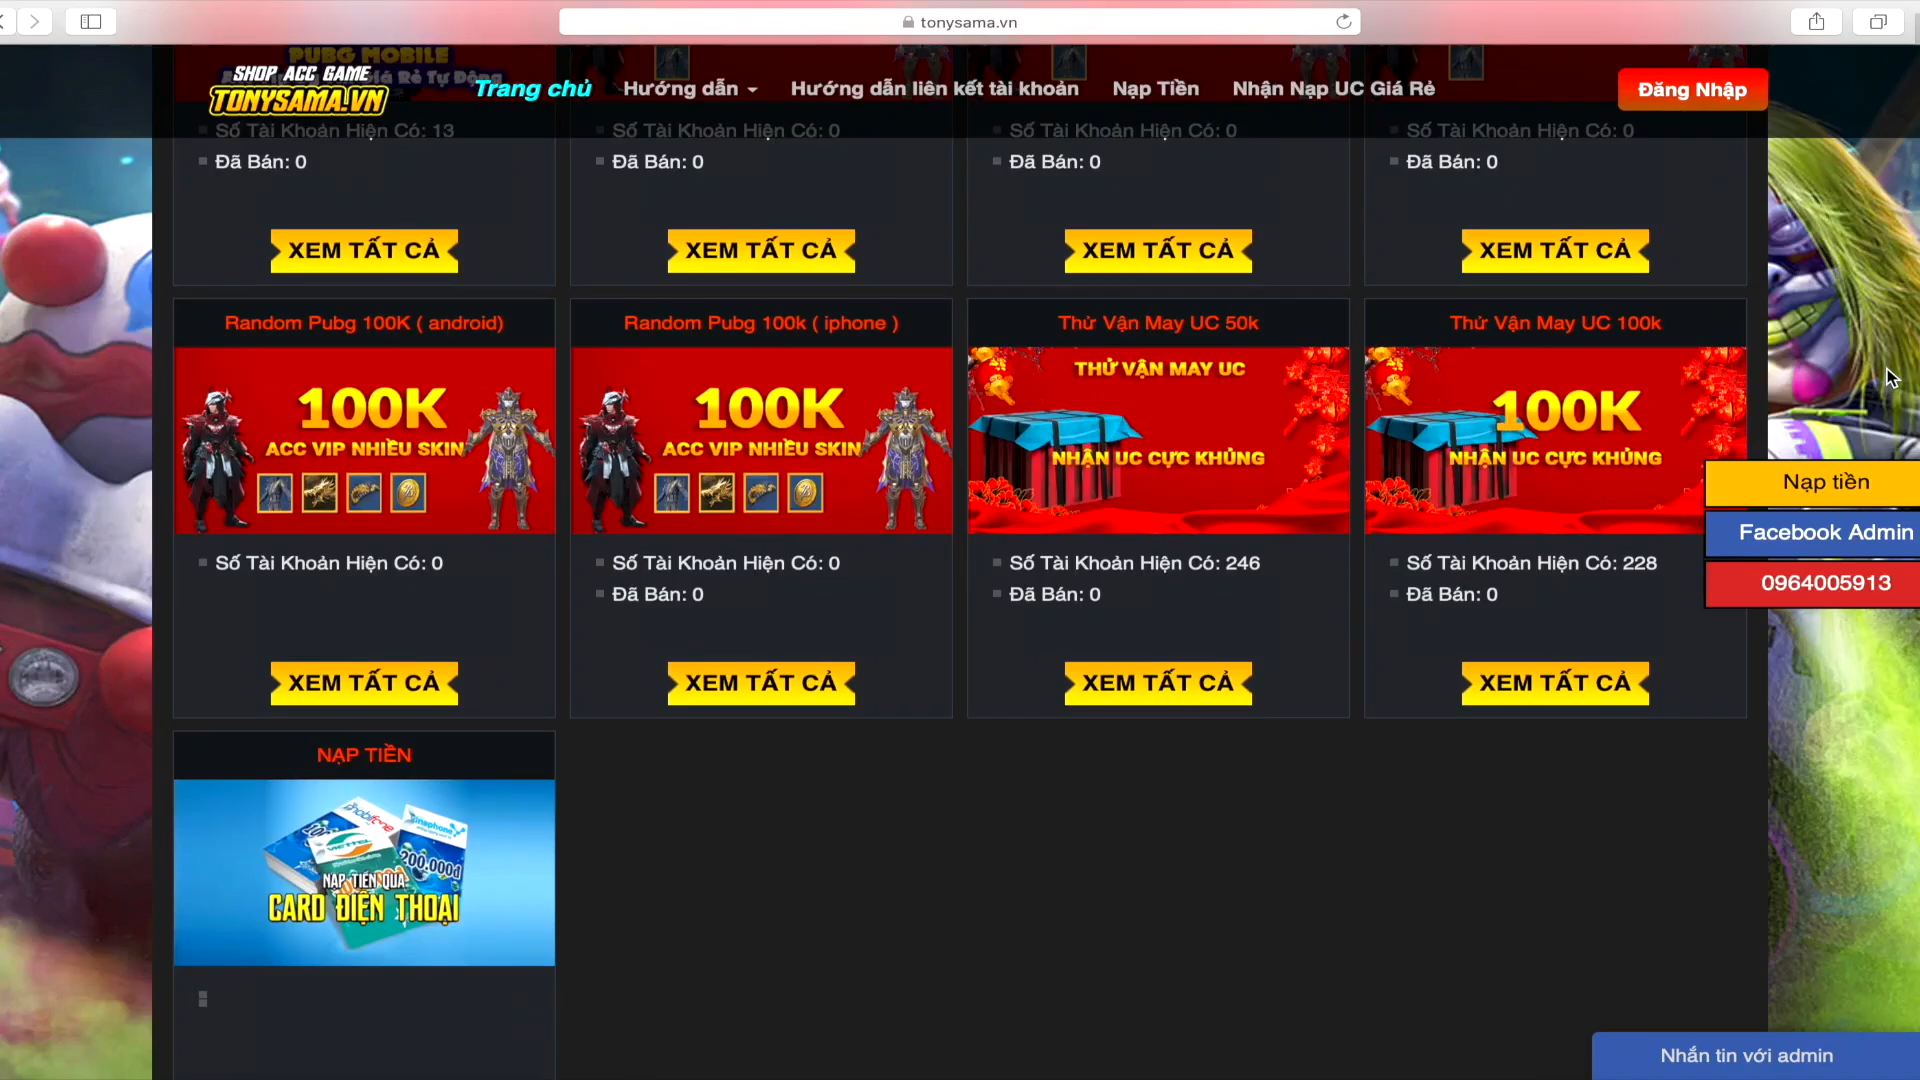 tonysama.vn
PUBG MOBILE
SHOP ACC GAME
TONYSAMA.VN
Giá Rẻ Tự Động
Trang chủ
Hướng dẫn
Hướng dẫn liên kết tài khoản
Nạp Tiền
Nhận Nạp UC Giá Rẻ
Đăng Nhập
Số Tài Khoản Hiện Có: 13
Đã Bán: 0
XEM TẤT CẢ
Số Tài Khoản Hiện Có: 0
Đã Bán: 0
XEM TẤT CẢ
Số Tài Khoản Hiện Có: 0
Đã Bán: 0
XEM TẤT CẢ
Số Tài Khoản Hiện Có: 0
Đã Bán: 0
XEM TẤT CẢ
Random Pubg 100K ( android)
100K
ACC VIP NHIỀU SKIN
Số Tài Khoản Hiện Có: 0
XEM TẤT CẢ
Random Pubg 100k ( iphone )
100K
ACC VIP NHIỀU SKIN
Số Tài Khoản Hiện Có: 0
Đã Bán: 0
XEM TẤT CẢ
Thử Vận May UC 50k
THỬ VẬN MAY UC
NHẬN UC CỰC KHỦNG
Số Tài Khoản Hiện Có: 246
Đã Bán: 0
XEM TẤT CẢ
Thử Vận May UC 100k
100K
NHẬN UC CỰC KHỦNG
Số Tài Khoản Hiện Có: 228
Đã Bán: 0
XEM TẤT CẢ
Nạp tiền
Facebook Admin
0964005913
NẠP TIỀN
mobifone
vinaphone
VIETTEL
200.000đ
NẠP TIỀN QUA
CARD ĐIỆN THOẠI
Nhắn tin với admin